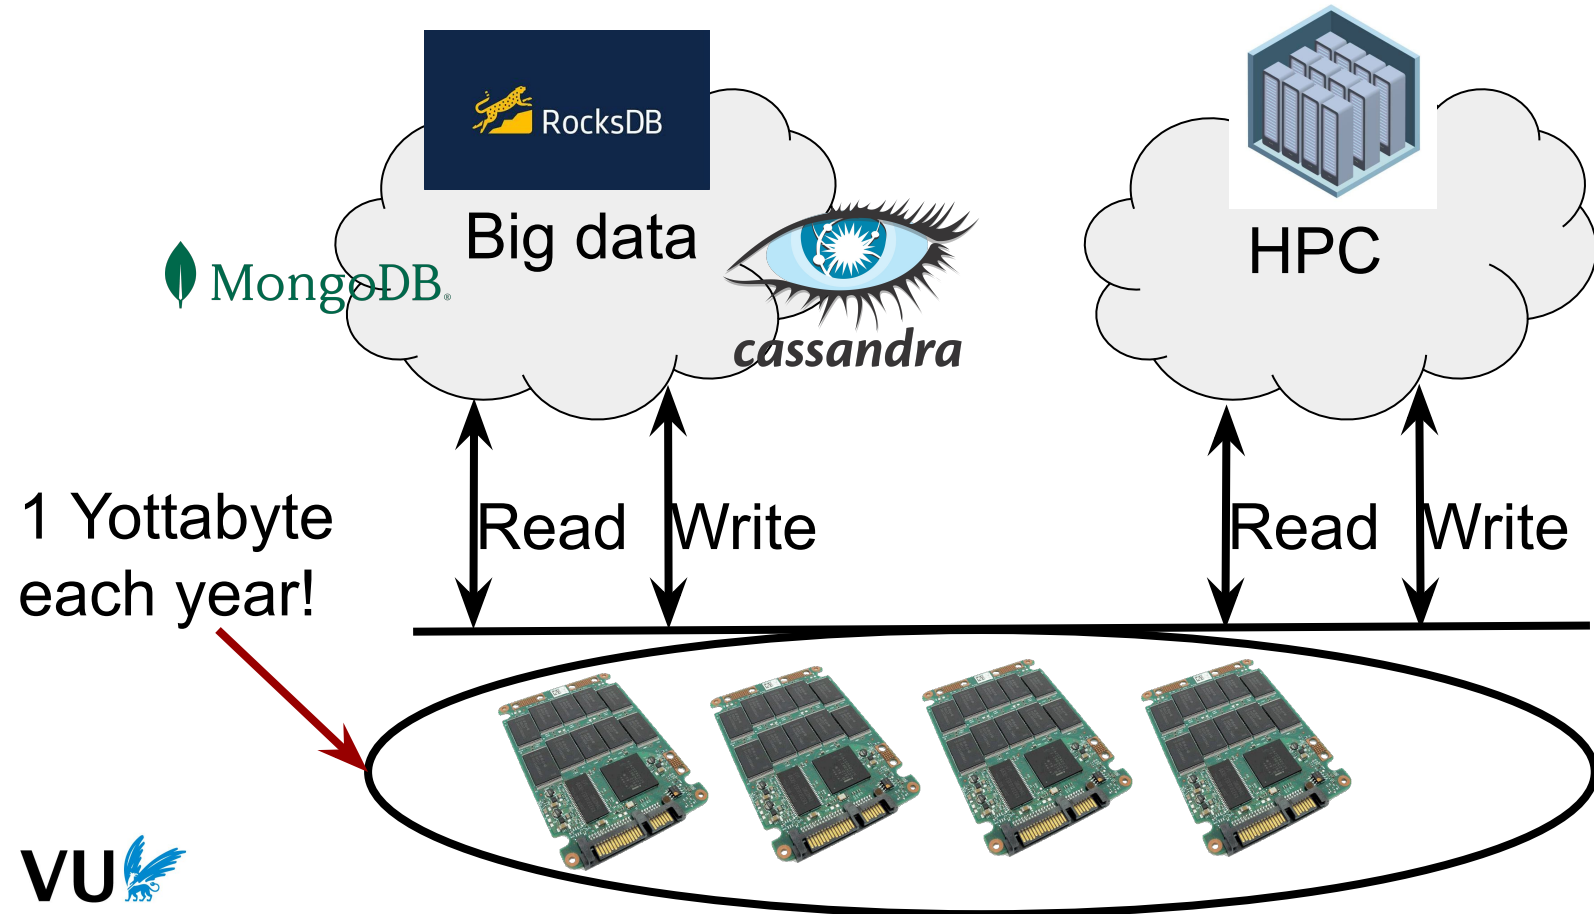 RocksDB
Big data
MongoDB®
cassandra
HPC
Read
Write
Read
Write
1 Yottabyte
each year!
VU